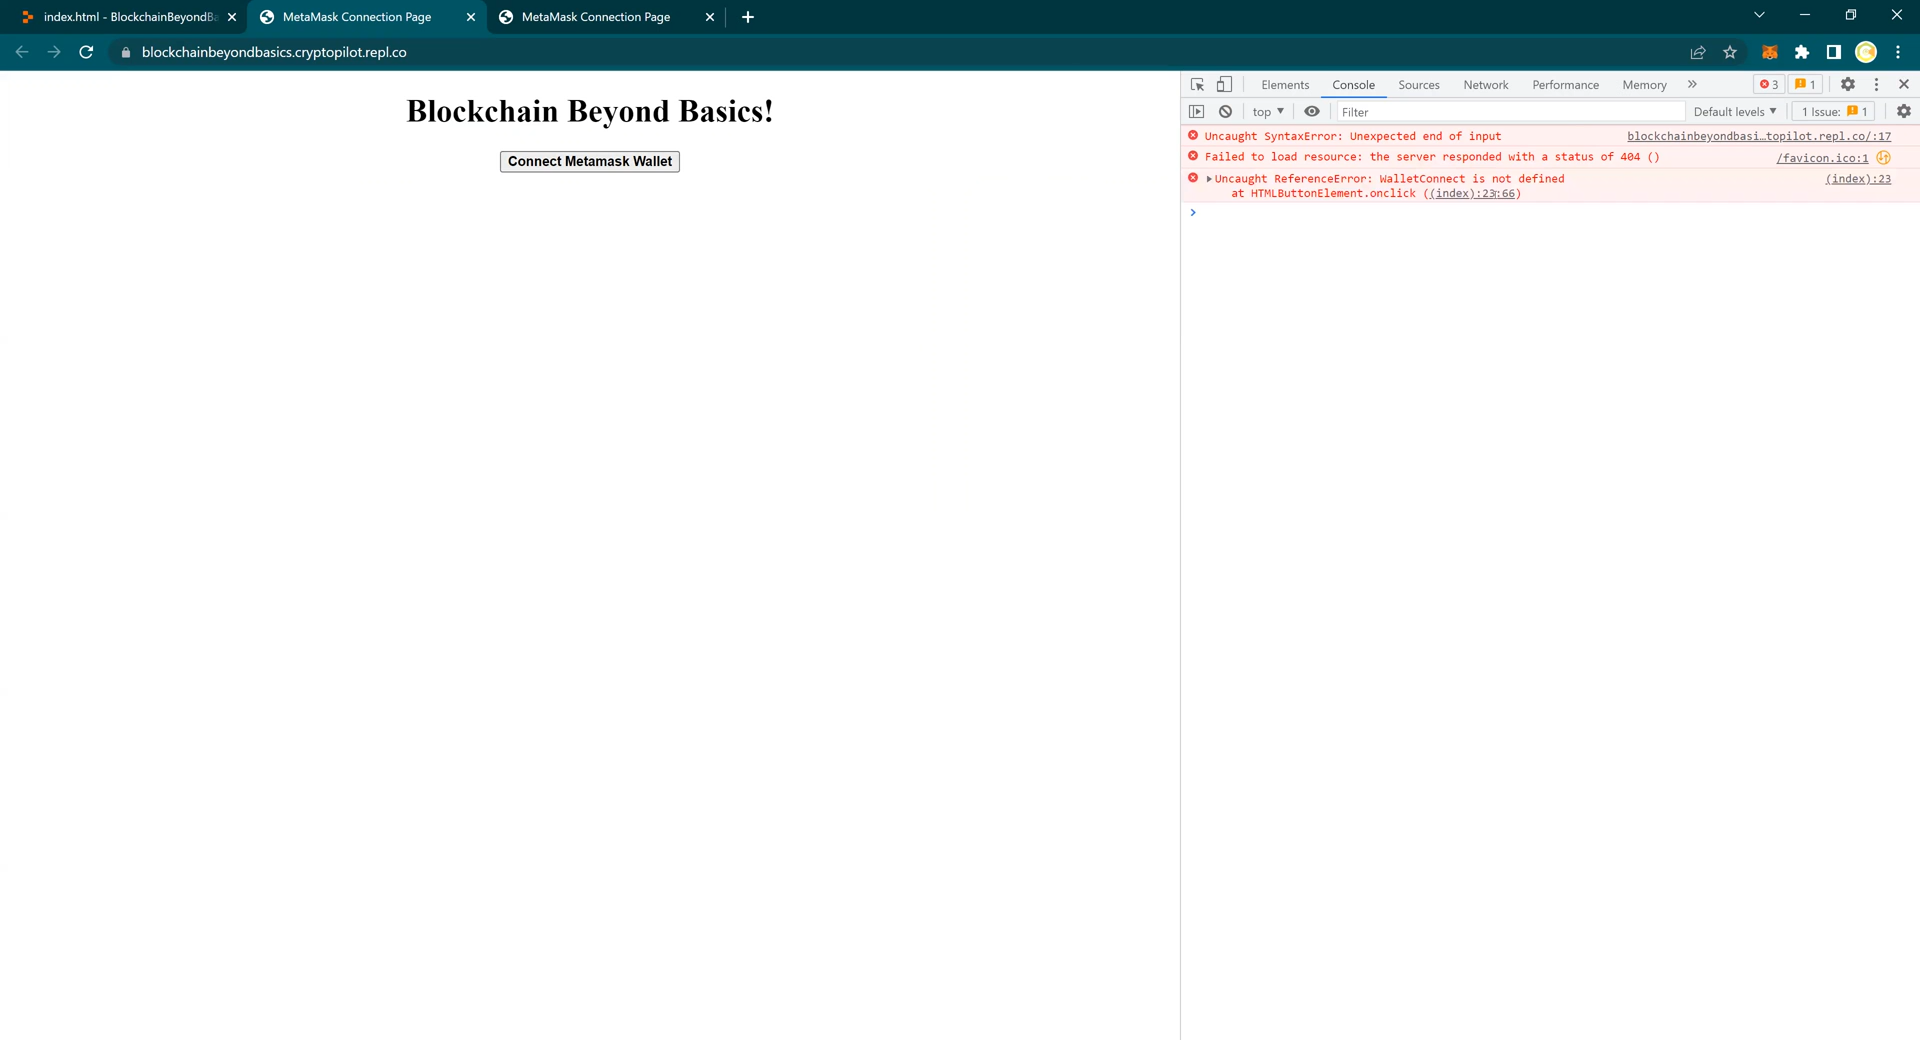 index.html - BlockchainBeyondBa
MetaMask Connection Page
MetaMask Connection Page
blockchainbeyondbasics.cryptopilot.repl.co
Blockchain Beyond Basics!
Connect Metamask Wallet
Elements
Console
Sources
Network
Performance
Memory
3
1
top
Filter
Default levels
1 Issue:
1
Uncaught SyntaxError: Unexpected end of input
blockchainbeyondbasi…topilot.repl.co/:17
Failed to load resource: the server responded with a status of 404 ()
/favicon.ico:1
Uncaught ReferenceError: WalletConnect is not defined
(index):23
at HTMLButtonElement.onclick ((index):23:66)